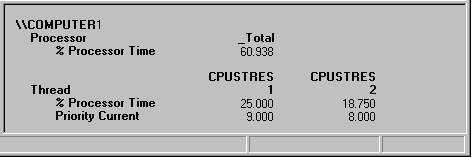 \\COMPUTER1
Processor _Total
% Processor Time 60.938
CPUSTRES CPUSTRES
Thread 1 2
% Processor Time 25.000 18.750
Priority Current 9.000 8.000